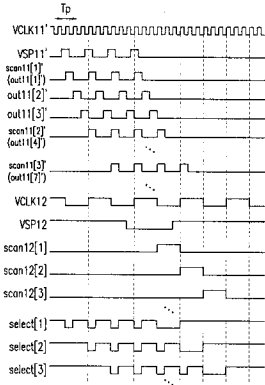 Tp
VCLK11'
VSP11'
scan11[1]'
(out11[1]')
out11[2]'
out11[3]'
scan11[2]'
(out11[4]')
scan11[3]'
(out11[7]')
VCLK12
VSP12
scan12[1]
scan12[2]
scan12[3]
select[1]
select[2]
select[3]